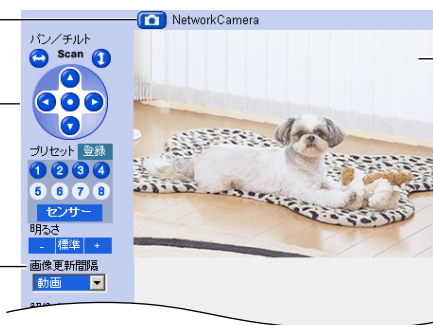 NetworkCamera
パン／チルト
Scan
プリセット 登録
1 2 3 4
5 6 7 8
センサー
明るさ
- 標準 +
画像更新間隔
動画